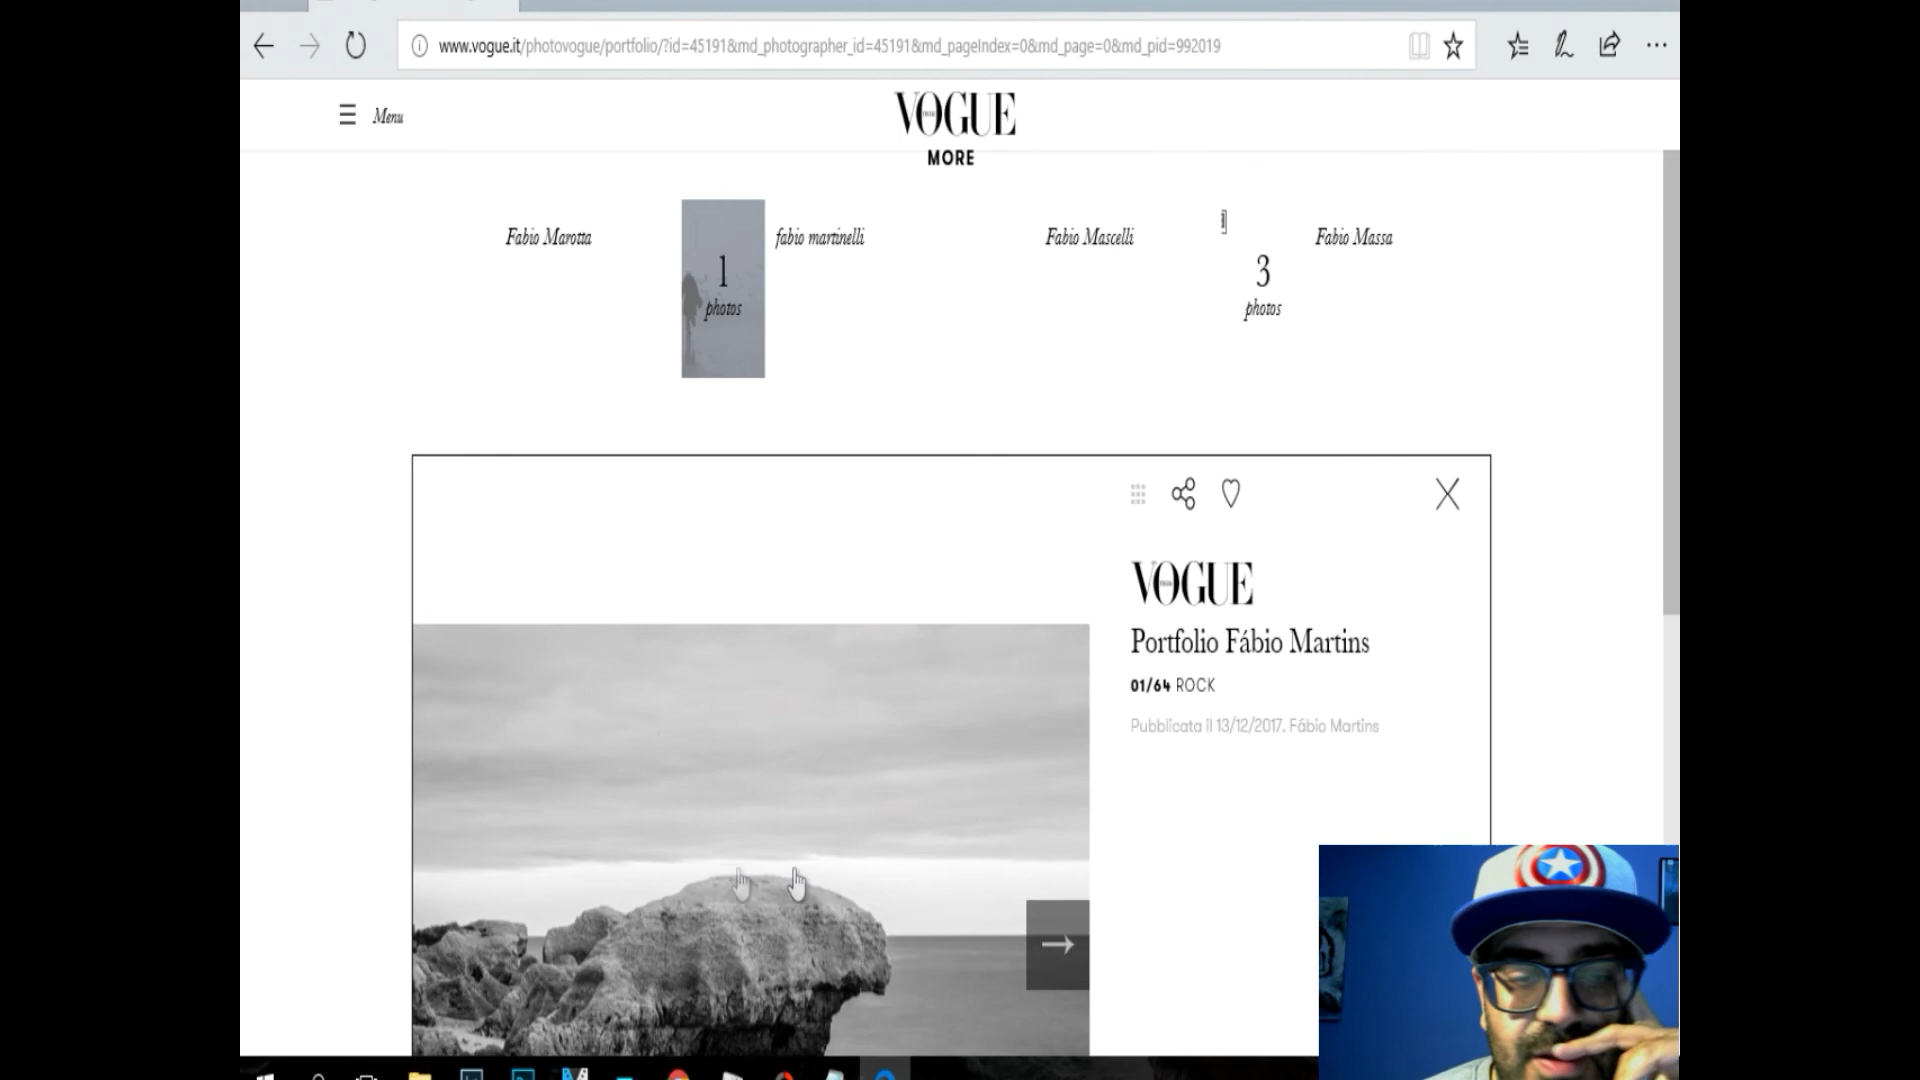 www.vogue.it/photovogue/portfolio/?id=45191&md_photographer_id=45191&md_pageIndex=0&md_page=0&md_pid=992019
Menu
VOGUE
MORE
Fabio Marotta
1
photos
fabio martinelli
Fabio Mascelli
3
photos
Fabio Massa
VOGUE
Portfolio Fábio Martins
01/64 ROCK
Pubblicata il 13/12/2017. Fábio Martins